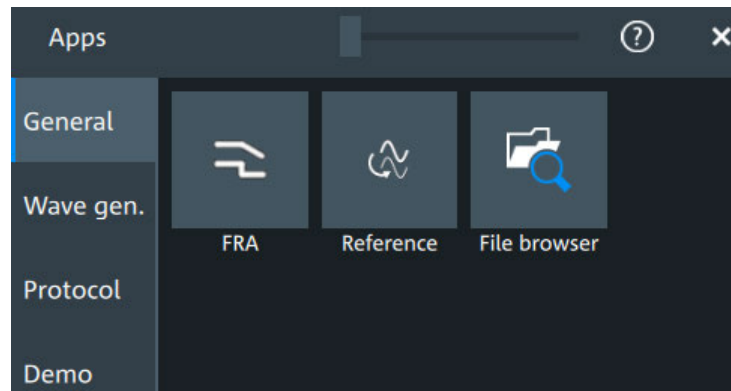 Apps
?
×
General
Wave gen.
Protocol
Demo
FRA
Reference
File browser